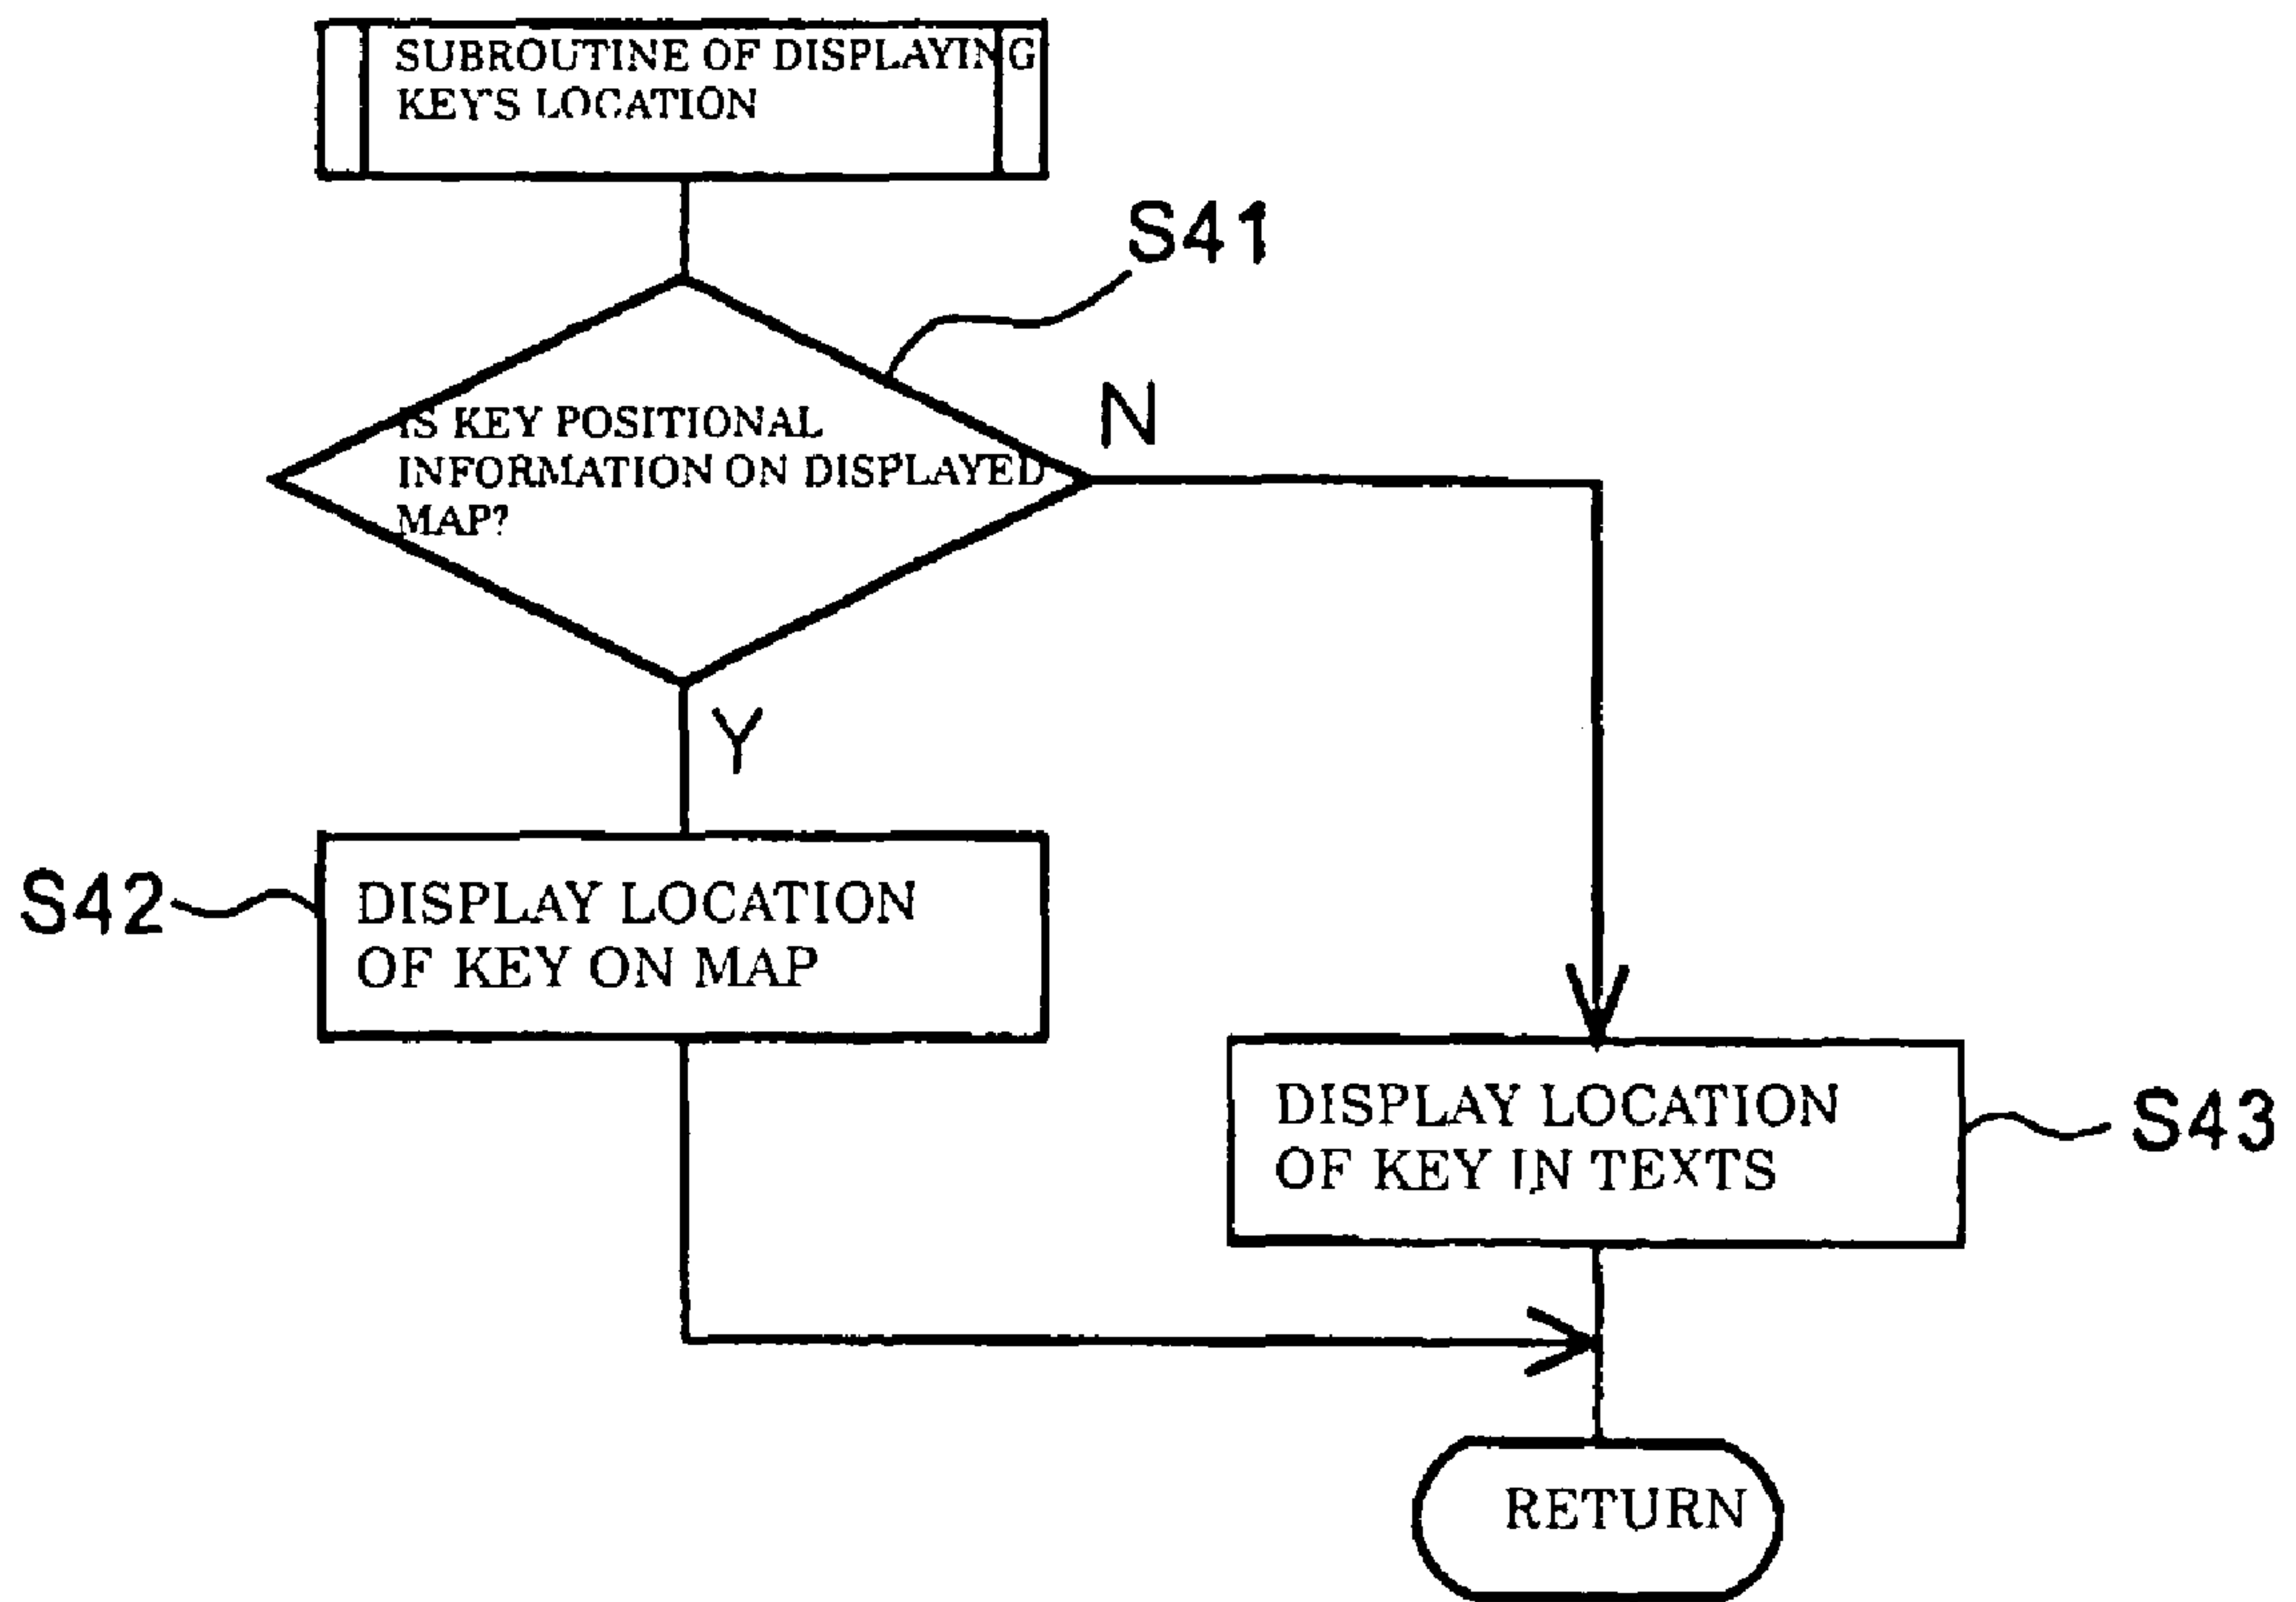 SUBROUTINE OF DISPLAYING
KEY'S LOCATION
S41
IS KEY POSITIONAL
INFORMATION ON DISPLAYED
MAP?
N
Y
S42
DISPLAY LOCATION
OF KEY ON MAP
DISPLAY LOCATION
OF KEY IN TEXTS
S43
RETURN